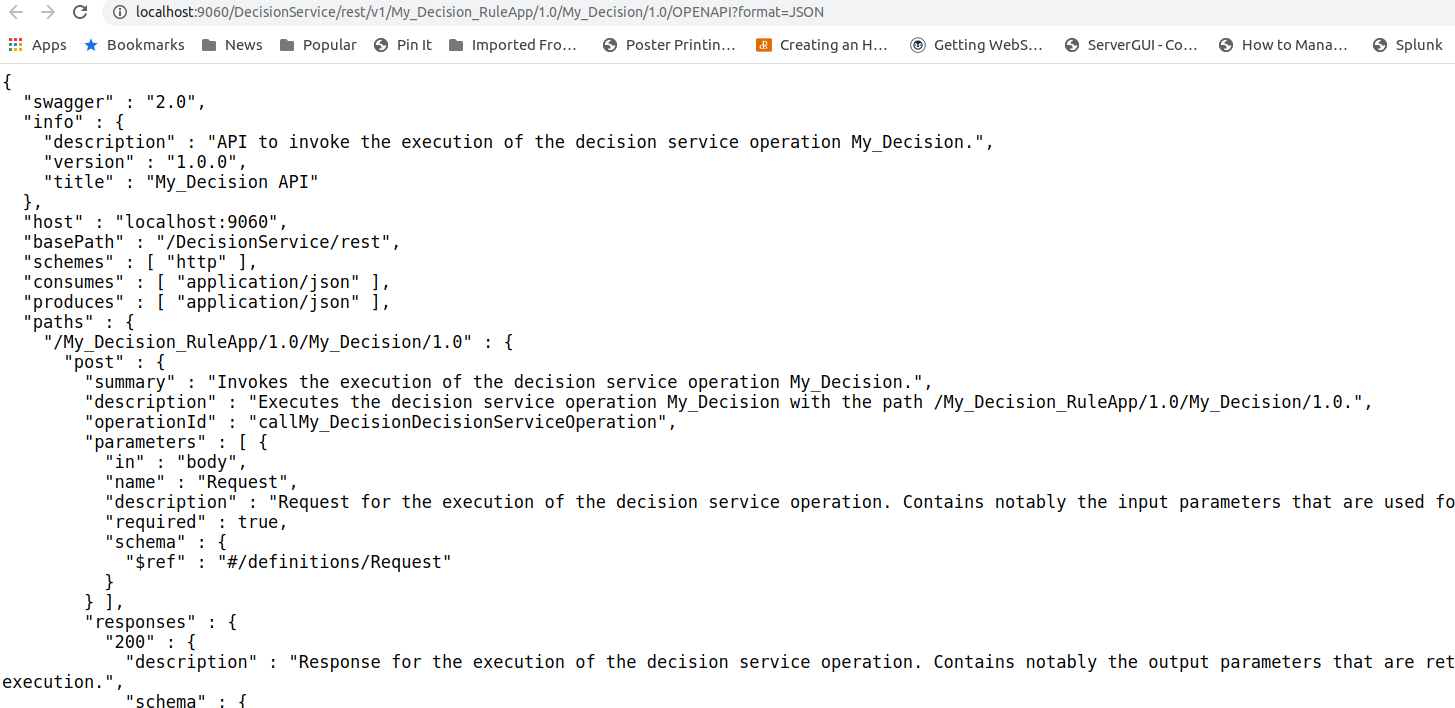 localhost:9060/DecisionService/rest/v1/My_Decision_RuleApp/1.0/My_Decision/1.0/OPENAPI?format=JSON
Apps Bookmarks News Popular Pin It Imported Fro... Poster Printin... Creating an H... Getting WebS... ServerGUI - Co... How to Mana... Splunk
{
  "swagger" : "2.0",
  "info" : {
    "description" : "API to invoke the execution of the decision service operation My_Decision.",
    "version" : "1.0.0",
    "title" : "My_Decision API"
  },
  "host" : "localhost:9060",
  "basePath" : "/DecisionService/rest",
  "schemes" : [ "http" ],
  "consumes" : [ "application/json" ],
  "produces" : [ "application/json" ],
  "paths" : {
    "/My_Decision_RuleApp/1.0/My_Decision/1.0" : {
      "post" : {
        "summary" : "Invokes the execution of the decision service operation My_Decision.",
        "description" : "Executes the decision service operation My_Decision with the path /My_Decision_RuleApp/1.0/My_Decision/1.0.",
        "operationId" : "callMy_DecisionDecisionServiceOperation",
        "parameters" : [ {
          "in" : "body",
          "name" : "Request",
          "description" : "Request for the execution of the decision service operation. Contains notably the input parameters that are used fo
          "required" : true,
          "schema" : {
            "$ref" : "#/definitions/Request"
          }
        } ],
        "responses" : {
          "200" : {
            "description" : "Response for the execution of the decision service operation. Contains notably the output parameters that are ret
execution.",
            "schema" : {